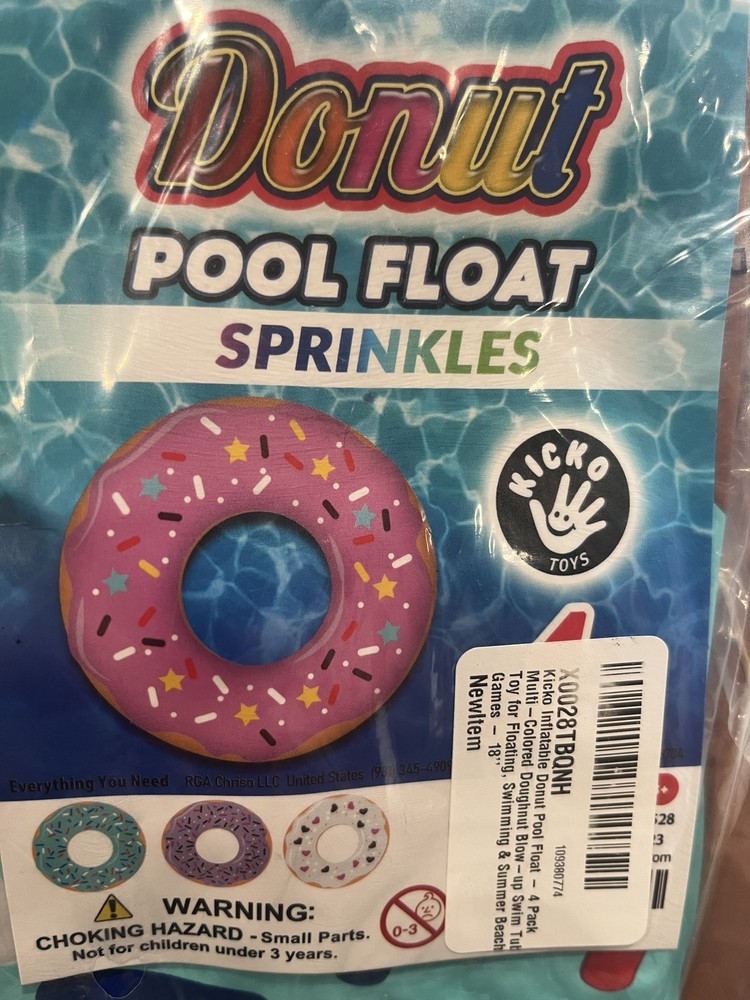 Donut
POOL FLOAT
SPRINKLES
KICKO
TOYS
Everything You Need RGA Chriso LLC United States
WARNING:
CHOKING HAZARD - Small Parts.
Not for children under 3 years.
0-3
X0028TBQNH
109380774
Kicko Inflatable Donut Pool Float - 4 Pack
Multi-Colored Doughnut Blow-up Swim Tub
Toy for Floating, Swimming & Summer Beach
Games - 18''
NewItem